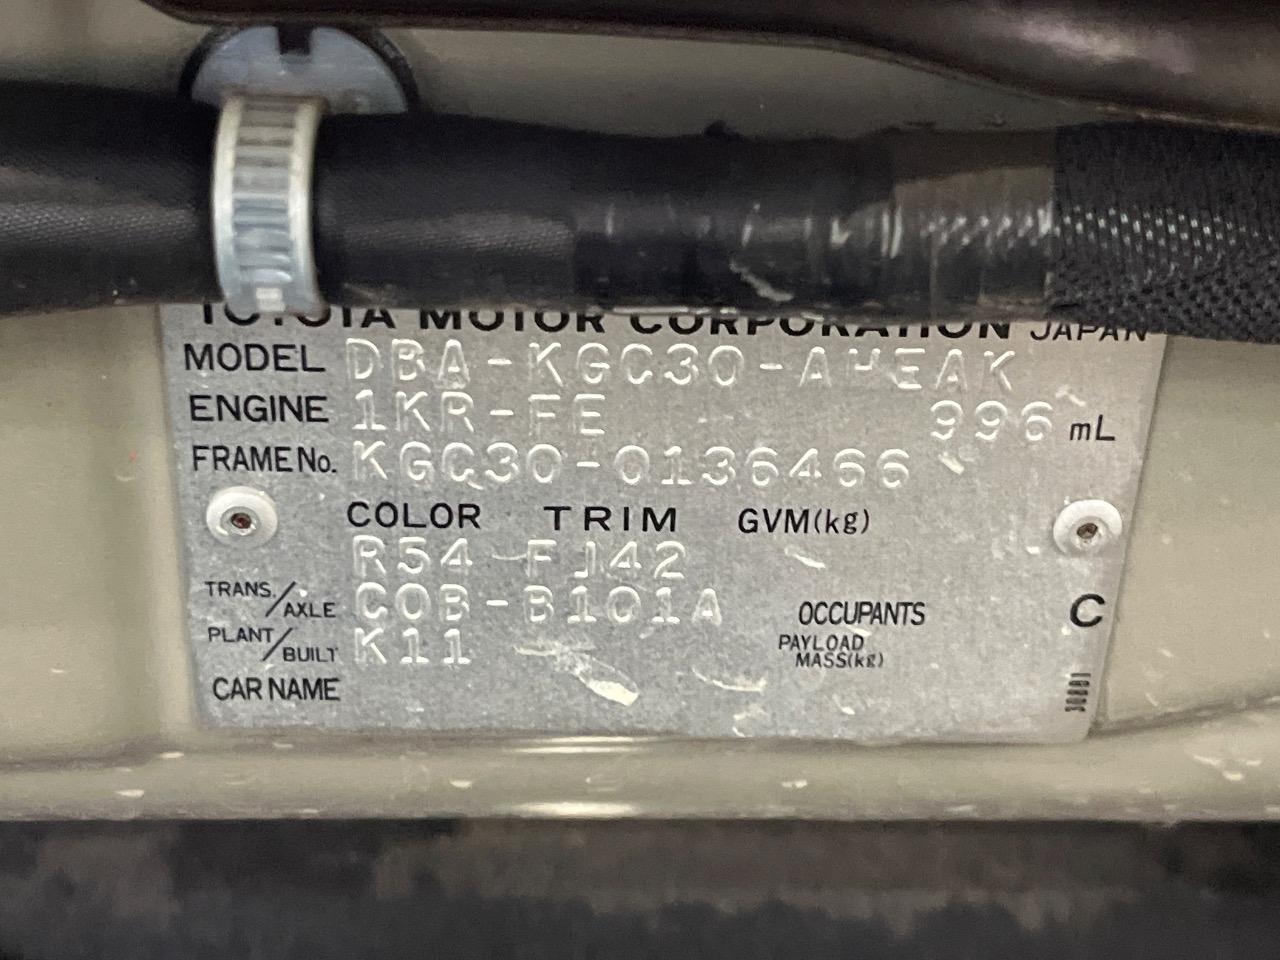 TOYOTA MOTOR CORPORATION JAPAN
MODEL DBA-KGC30-AHEAK
ENGINE 1KR-FE 996 mL
FRAME No. KGC30-0136466
COLOR TRIM GVM(kg)
R54 FJ42
TRANS./AXLE C0B-B101A OCCUPANTS C
PLANT/BUILT K11 PAYLOAD MASS(kg)
CAR NAME